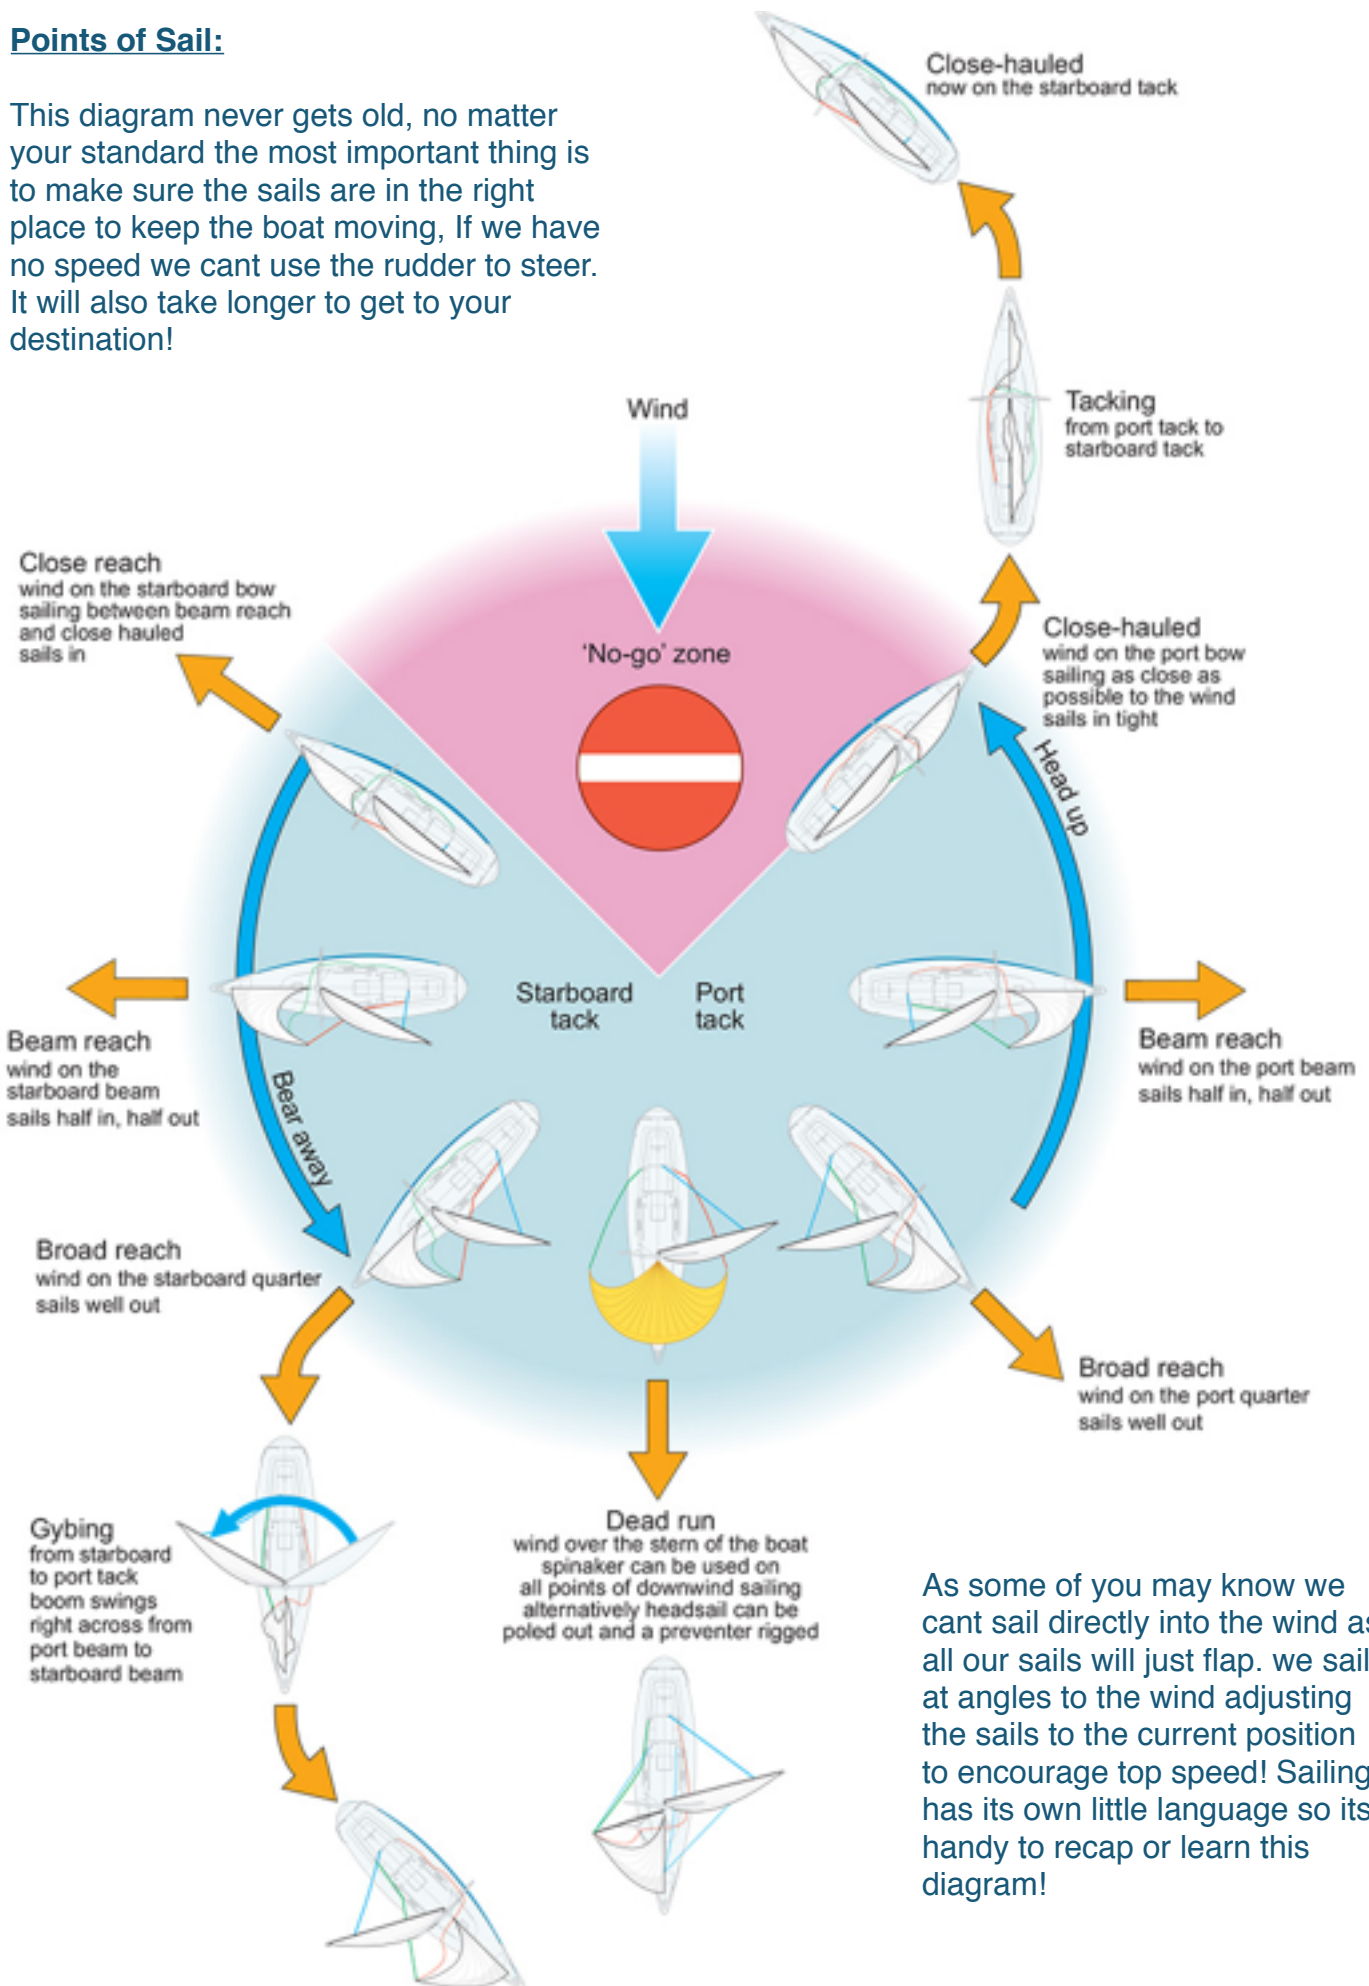 Points of Sail:
This diagram never gets old, no matter
your standard the most important thing is
to make sure the sails are in the right
place to keep the boat moving, If we have
no speed we cant use the rudder to steer.
It will also take longer to get to your
destination!
Close-hauled
now on the starboard tack
Tacking
from port tack to
starboard tack
Wind
Close reach
wind on the starboard bow
sailing between beam reach
and close hauled
sails in
'No-go' zone
Close-hauled
wind on the port bow
sailing as close as
possible to the wind
sails in tight
Head up
Starboard
tack
Port
tack
Beam reach
wind on the
starboard beam
sails half in, half out
Beam reach
wind on the port beam
sails half in, half out
Bear away
Broad reach
wind on the starboard quarter
sails well out
Broad reach
wind on the port quarter
sails well out
Gybing
from starboard
to port tack
boom swings
right across from
port beam to
starboard beam
Dead run
wind over the stern of the boat
spinaker can be used on
all points of downwind sailing
alternatively headsail can be
poled out and a preventer rigged
As some of you may know we
cant sail directly into the wind as
all our sails will just flap. we sail
at angles to the wind adjusting
the sails to the current position
to encourage top speed! Sailing
has its own little language so its
handy to recap or learn this
diagram!